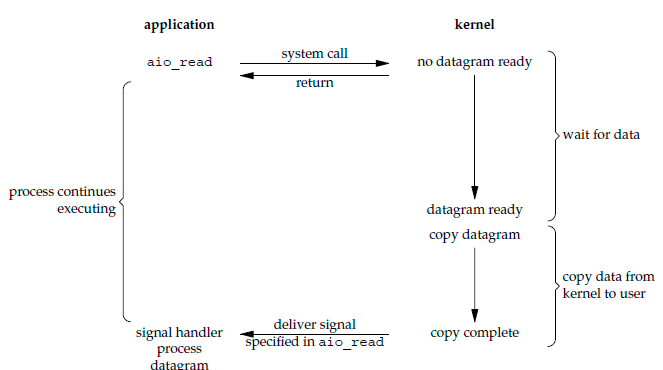 application
kernel
aio_read
system call
no datagram ready
return
wait for data
process continues
executing
datagram ready
copy datagram
copy data from
kernel to user
deliver signal
specified in aio_read
copy complete
signal handler
process
datagram